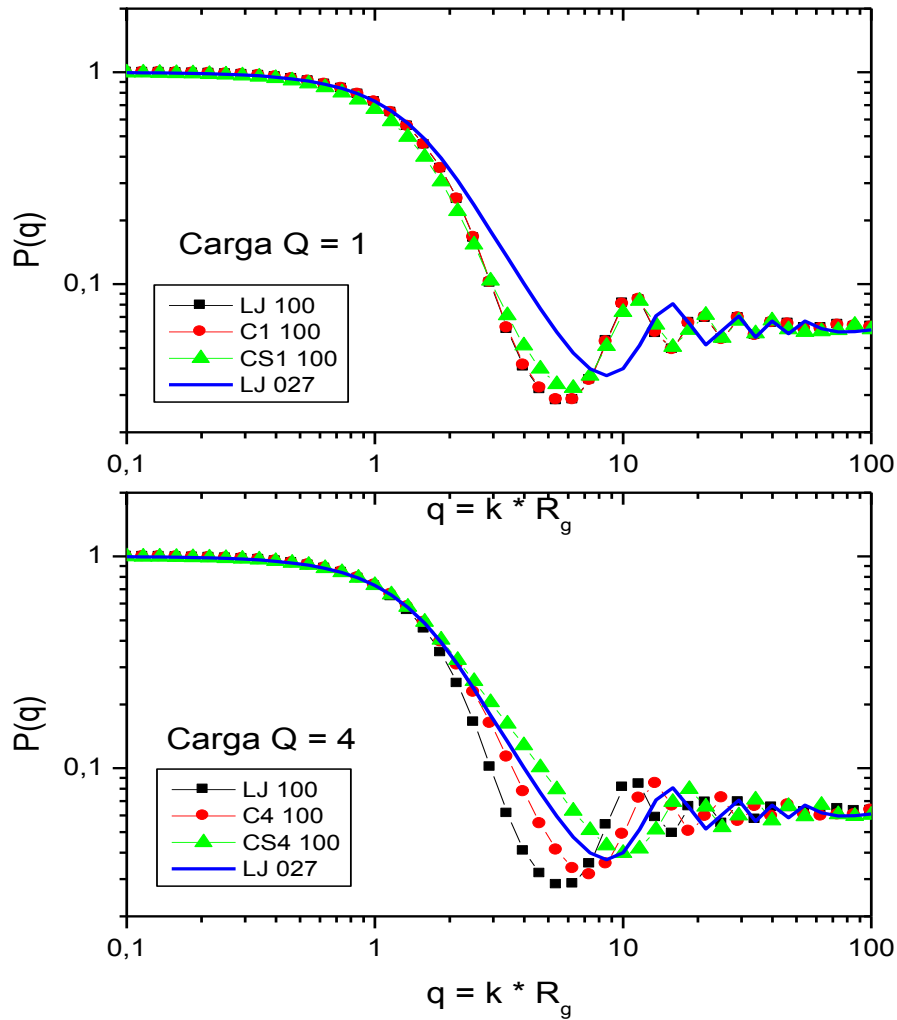 1
0,1
P(q)
Carga Q = 1
LJ 100
C1 100
CS1 100
LJ 027
0,1 1 10 100
q = k * Rg
1
0,1
P(q)
Carga Q = 4
LJ 100
C4 100
CS4 100
LJ 027
0,1 1 10 100
q = k * Rg